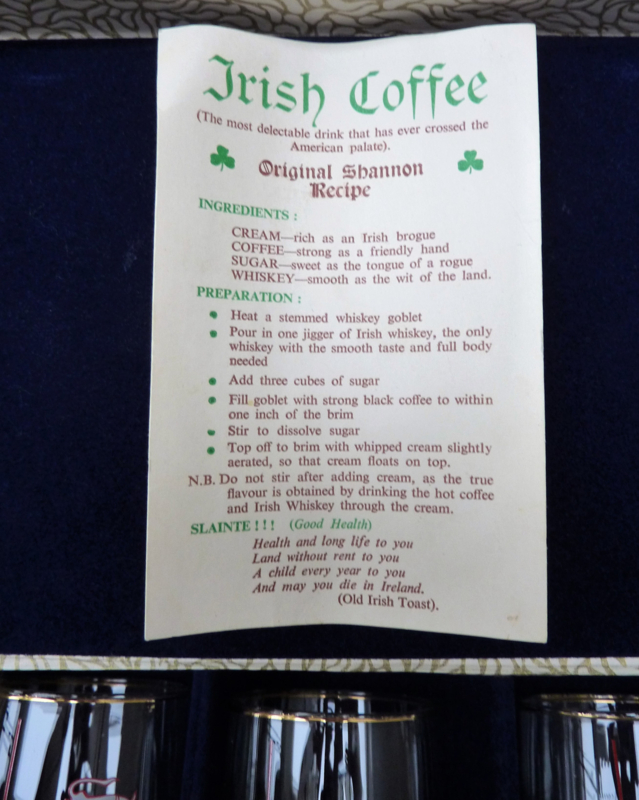 Irish Coffee
(The most delectable drink that has ever crossed the
American palate).
Original Shannon
Recipe
INGREDIENTS :
CREAM—rich as an Irish brogue
COFFEE—strong as a friendly hand
SUGAR—sweet as the tongue of a rogue
WHISKEY—smooth as the wit of the land.
PREPARATION :
• Heat a stemmed whiskey goblet
• Pour in one jigger of Irish whiskey, the only
whiskey with the smooth taste and full body
needed
• Add three cubes of sugar
• Fill goblet with strong black coffee to within
one inch of the brim
• Stir to dissolve sugar
• Top off to brim with whipped cream slightly
aerated, so that cream floats on top.
N.B. Do not stir after adding cream, as the true
flavour is obtained by drinking the hot coffee
and Irish Whiskey through the cream.
SLAINTE ! ! ! (Good Health)
Health and long life to you
Land without rent to you
A child every year to you
And may you die in Ireland.
(Old Irish Toast).